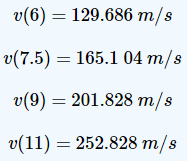 v(6) = 129.686 m/s
v(7.5) = 165.1 04 m/s
v(9) = 201.828 m/s
v(11) = 252.828 m/s